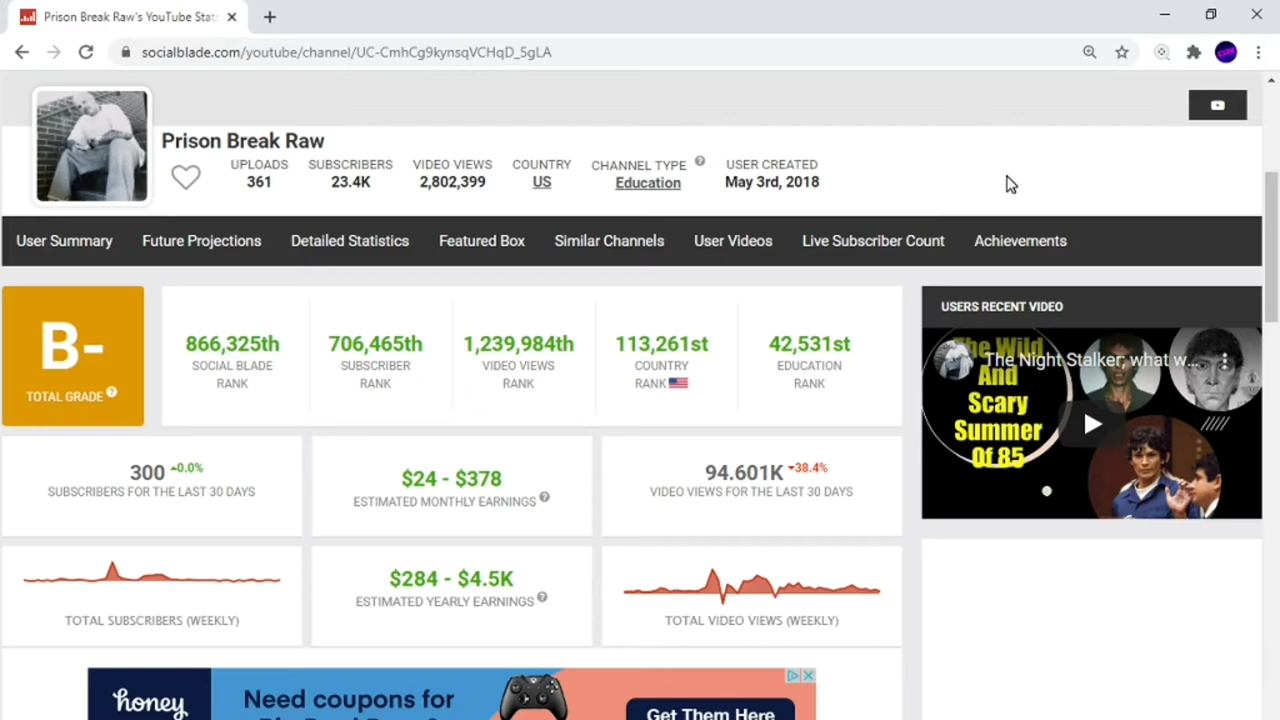 Prison Break Raw's YouTube Stat
socialblade.com/youtube/channel/UC-CmhCg9kynsqVCHqD_5gLA
Prison Break Raw
UPLOADS
361
SUBSCRIBERS
23.4K
VIDEO VIEWS
2,802,399
COUNTRY
US
CHANNEL TYPE ?
Education
USER CREATED
May 3rd, 2018
User Summary Future Projections Detailed Statistics Featured Box Similar Channels User Videos Live Subscriber Count Achievements
B-
TOTAL GRADE ?
866,325th
SOCIAL BLADE
RANK
706,465th
SUBSCRIBER
RANK
1,239,984th
VIDEO VIEWS
RANK
113,261st
COUNTRY
RANK
42,531st
EDUCATION
RANK
USERS RECENT VIDEO
The Night Stalker; what w...
The Wild
And
Scary
Summer
Of 85
300 0.0%
SUBSCRIBERS FOR THE LAST 30 DAYS
$24 - $378
ESTIMATED MONTHLY EARNINGS ?
94.601K 38.4%
VIDEO VIEWS FOR THE LAST 30 DAYS
TOTAL SUBSCRIBERS (WEEKLY)
$284 - $4.5K
ESTIMATED YEARLY EARNINGS ?
TOTAL VIDEO VIEWS (WEEKLY)
honey
Need coupons for
Get Them Here